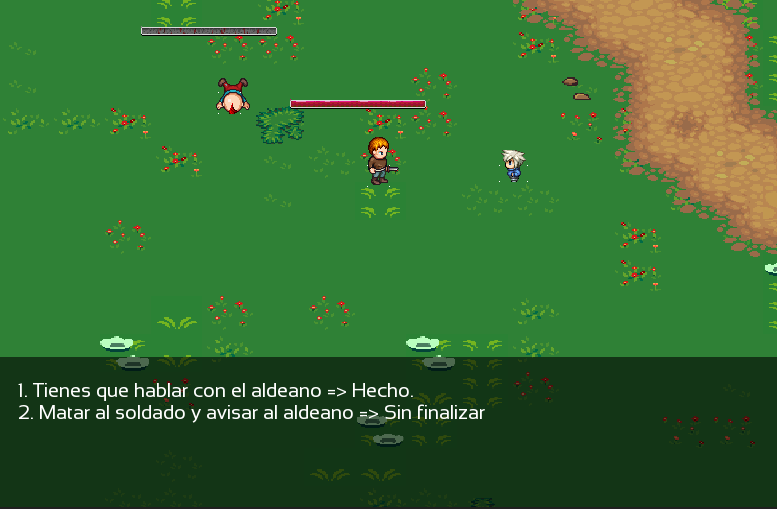 1. Tienes que hablar con el aldeano => Hecho.
2. Matar al soldado y avisar al aldeano => Sin finalizar